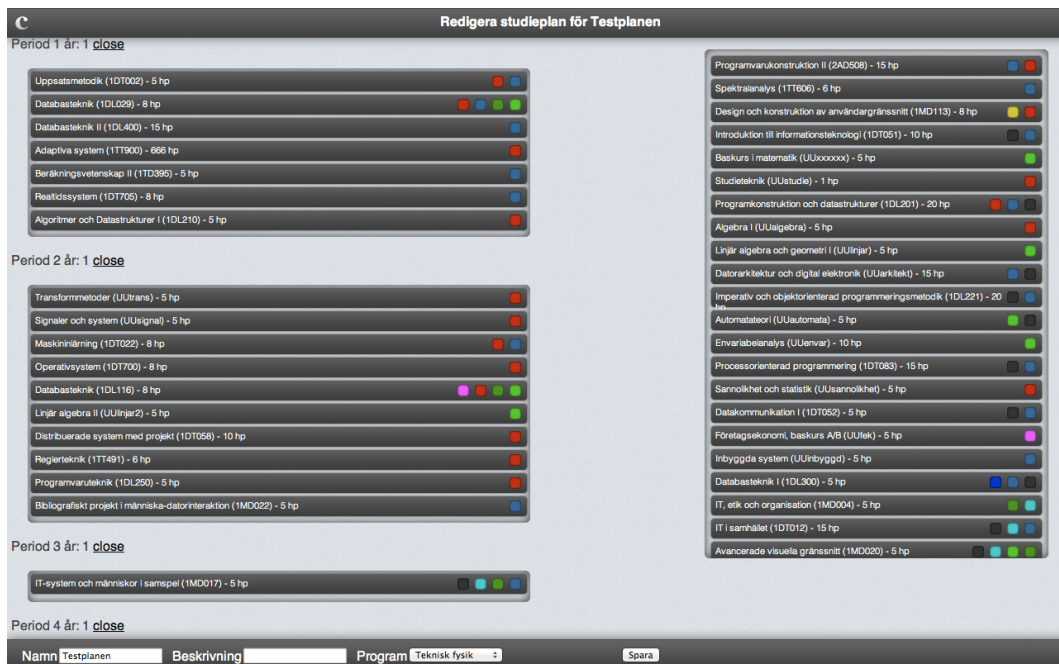 c
Redigera studieplan för Testplanen
Period 1 år: 1 close
Uppsatsmetodik (1DT002) - 5 hp
Databasteknik (1DL029) - 8 hp
Databasteknik II (1DL400) - 15 hp
Adaptiva system (1TT900) - 666 hp
Beräkningsvetenskap II (1TD395) - 5 hp
Realtidssystem (1DT705) - 8 hp
Algoritmer och Datastrukturer I (1DL210) - 5 hp
Period 2 år: 1 close
Transformmetoder (UUtrans) - 5 hp
Signaler och system (UUsignal) - 5 hp
Maskininlärning (1DT022) - 8 hp
Operativsystem (1DT700) - 8 hp
Databasteknik (1DL116) - 8 hp
Linjär algebra II (UUlinjar2) - 5 hp
Distribuerade system med projekt (1DT058) - 10 hp
Reglerteknik (1TT491) - 6 hp
Programvaruteknik (1DL250) - 5 hp
Bibliografiskt projekt i människa-datorinteraktion (1MD022) - 5 hp
Period 3 år: 1 close
IT-system och människor i samspel (1MD017) - 5 hp
Period 4 år: 1 close
Programvarukonstruktion II (2AD508) - 15 hp
Spektralanalys (1TT606) - 6 hp
Design och konstruktion av användargränssnitt (1MD113) - 8 hp
Introduktion till informationsteknologi (1DT051) - 10 hp
Baskurs i matematik (UUxxxxxx) - 5 hp
Studieteknik (UUstudie) - 1 hp
Programkonstruktion och datastrukturer (1DL201) - 20 hp
Algebra I (UUalgebra) - 5 hp
Linjär algebra och geometri I (UUlinjar) - 5 hp
Datorarkitektur och digital elektronik (UUarkitekt) - 15 hp
Imperativ och objektorienterad programmeringsmetodik (1DL221) - 20
hp
Automatateori (UUautomata) - 5 hp
Envariabelanalys (UUenvar) - 10 hp
Processorienterad programmering (1DT083) - 15 hp
Sannolikhet och statistik (UUsannolikhet) - 5 hp
Datakommunikation I (1DT052) - 5 hp
Företagsekonomi, baskurs A/B (UUfek) - 5 hp
Inbyggda system (UUinbyggd) - 5 hp
Databasteknik I (1DL300) - 5 hp
IT, etik och organisation (1MD004) - 5 hp
IT i samhället (1DT012) - 15 hp
Avancerade visuella gränssnitt (1MD020) - 5 hp
Namn Testplanen Beskrivning Program Teknisk fysik Spara